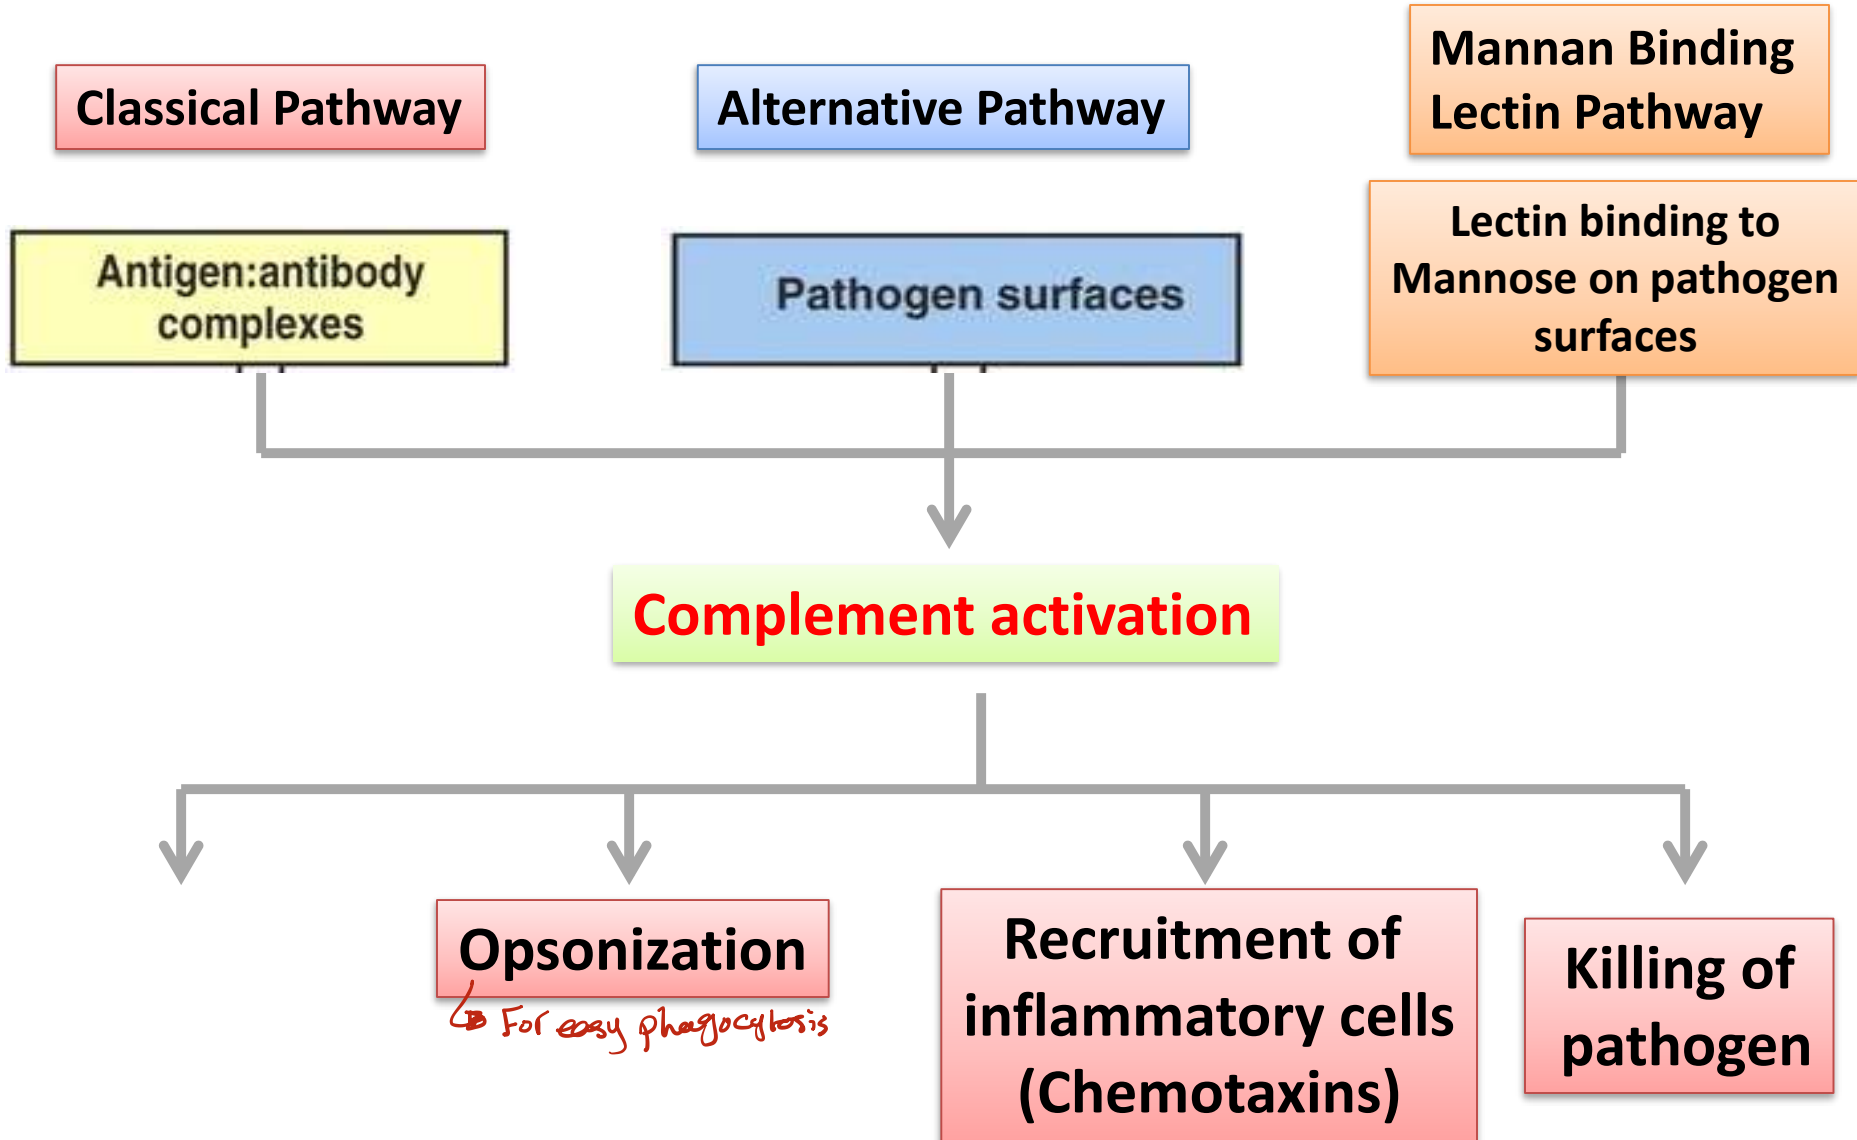 Classical Pathway
Alternative Pathway
Mannan Binding
Lectin Pathway
Antigen:antibody
complexes
Pathogen surfaces
Lectin binding to
Mannose on pathogen
surfaces
Complement activation
Opsonization
For easy phagocytosis
Recruitment of
inflammatory cells
(Chemotaxins)
Killing of
pathogen